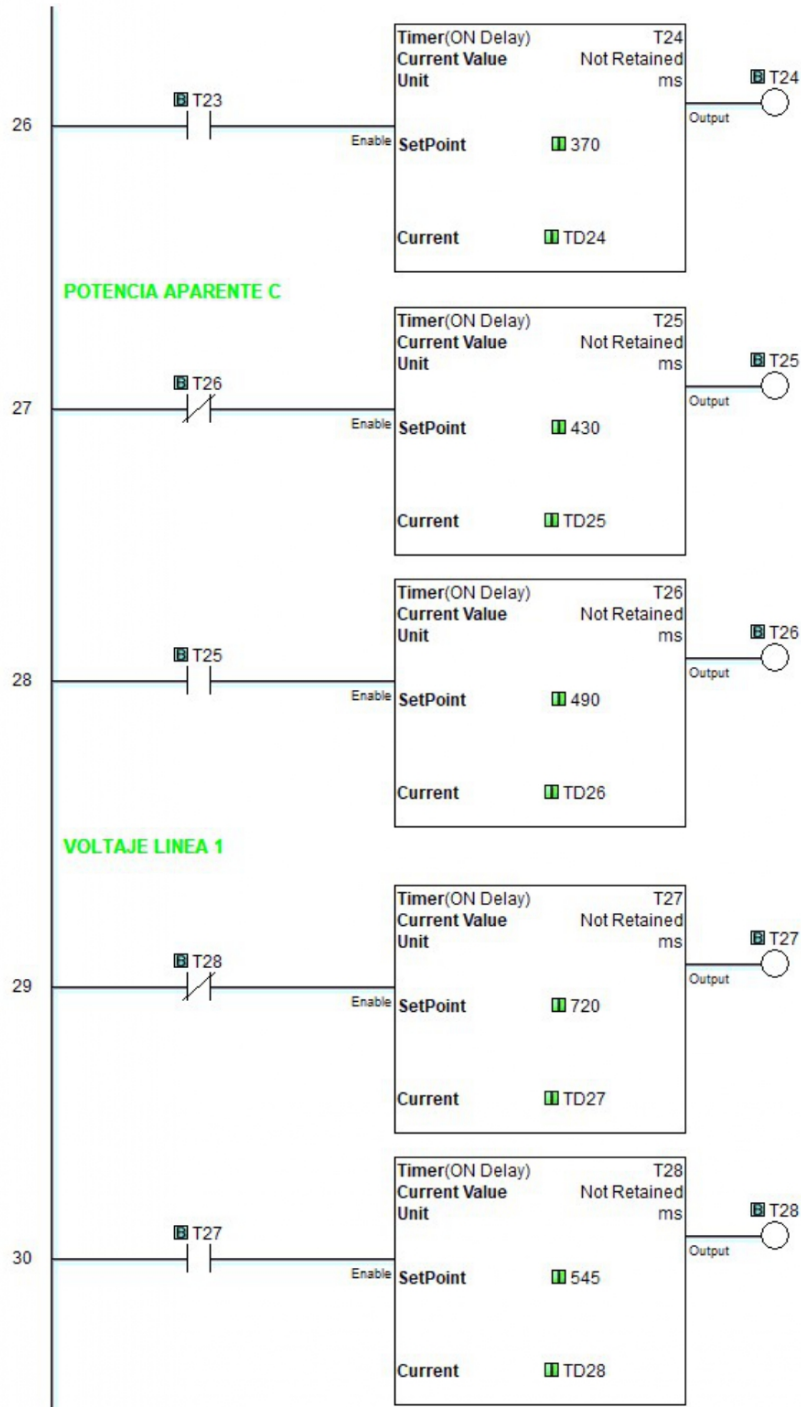 Timer(ON Delay) T24
Current Value Not Retained
Unit ms
B T24
B T23
Output
26
Enable SetPoint 370
Current TD24
POTENCIA APARENTE C
Timer(ON Delay) T25
Current Value Not Retained
Unit ms
B T25
B T26
Output
27
Enable SetPoint 430
Current TD25
Timer(ON Delay) T26
Current Value Not Retained
Unit ms
B T26
B T25
Output
28
Enable SetPoint 490
Current TD26
VOLTAJE LINEA 1
Timer(ON Delay) T27
Current Value Not Retained
Unit ms
B T27
B T28
Output
29
Enable SetPoint 720
Current TD27
Timer(ON Delay) T28
Current Value Not Retained
Unit ms
B T28
B T27
Output
30
Enable SetPoint 545
Current TD28